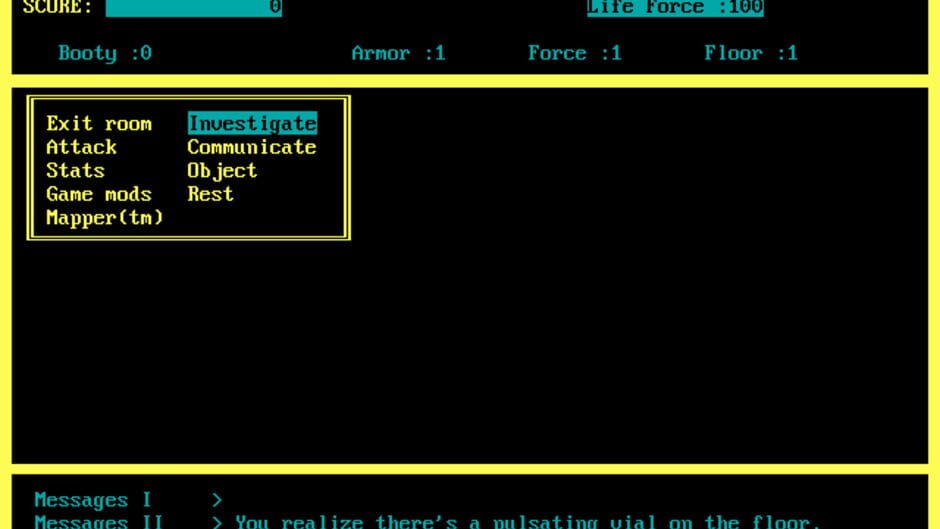 SCORE: 0 Life Force :100
Booty :0 Armor :1 Force :1 Floor :1
Exit room Investigate
Attack Communicate
Stats Object
Game mods Rest
Mapper(tm)
Messages I >
Messages II > You realize there's a pulsating vial on the floor.